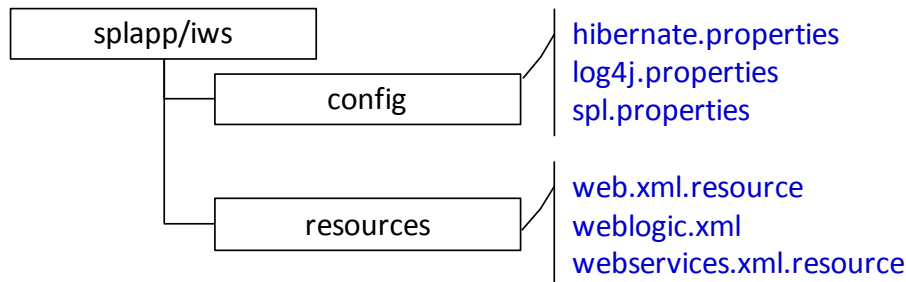 splapp/iws
config
hibernate.properties
log4j.properties
spl.properties
resources
web.xml.resource
weblogic.xml
webservices.xml.resource